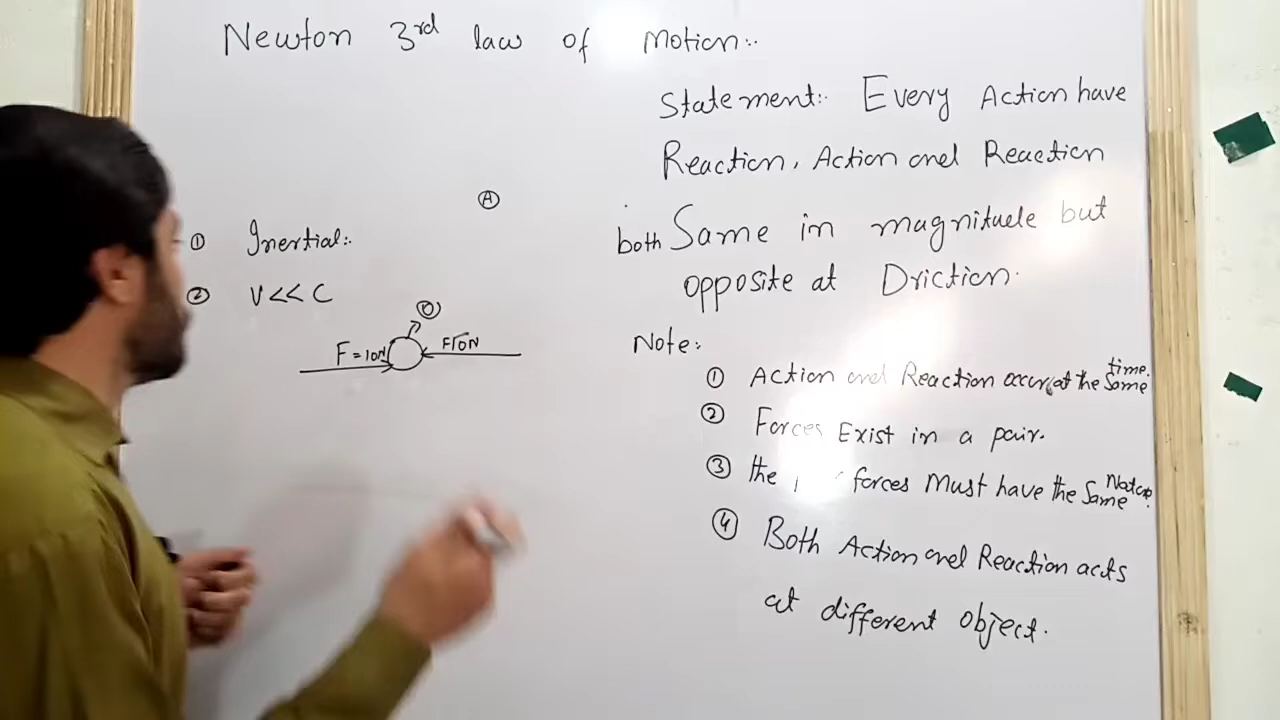 Newton 3rd law of Motion:.
Statement:. Every Action have
Reaction, Action and Reaction
both Same in magnitude but
opposite at Driction.
A
① Inertial:.
② V<<C
F=10N
F=10N
Note:
① Action and Reaction occur at the Same time.
② Forces Exist in a pair.
③ the forces Must have the Same
④ Both Action and Reaction acts
at different object.